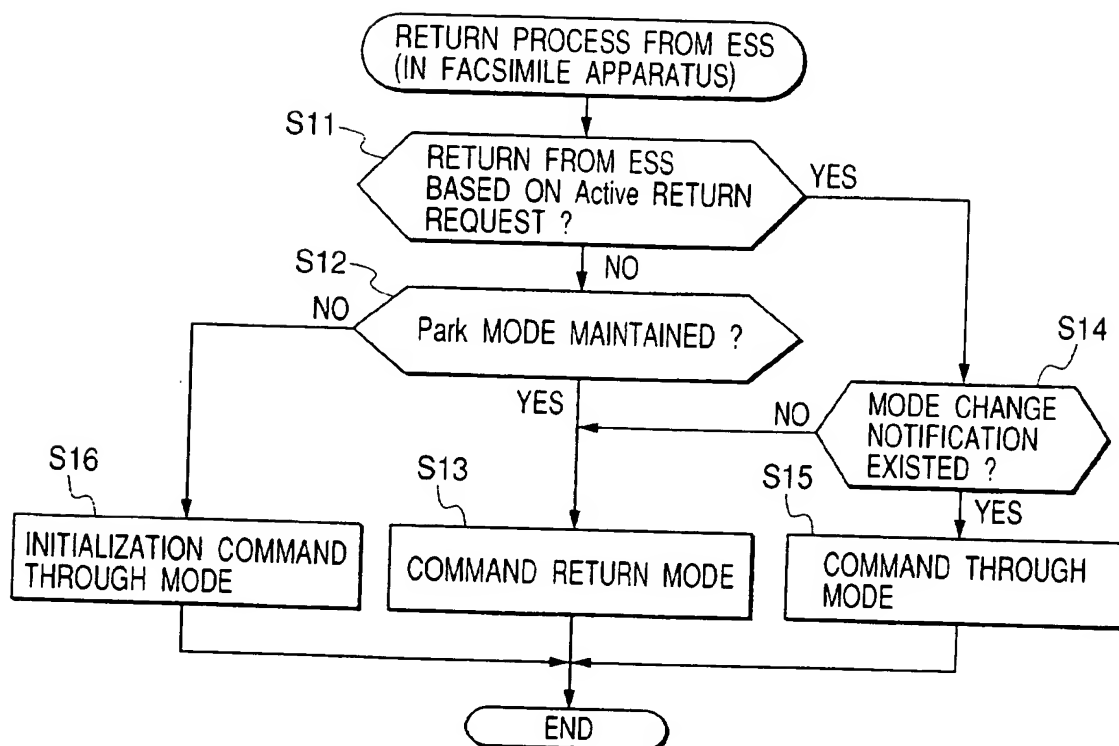 RETURN PROCESS FROM ESS
(IN FACSIMILE APPARATUS)
S11
RETURN FROM ESS
BASED ON Active RETURN
REQUEST ?
YES
NO
S12
NO
Park MODE MAINTAINED ?
YES
S14
NO
MODE CHANGE
NOTIFICATION
EXISTED ?
YES
S16
INITIALIZATION COMMAND
THROUGH MODE
S13
COMMAND RETURN MODE
S15
COMMAND THROUGH
MODE
END